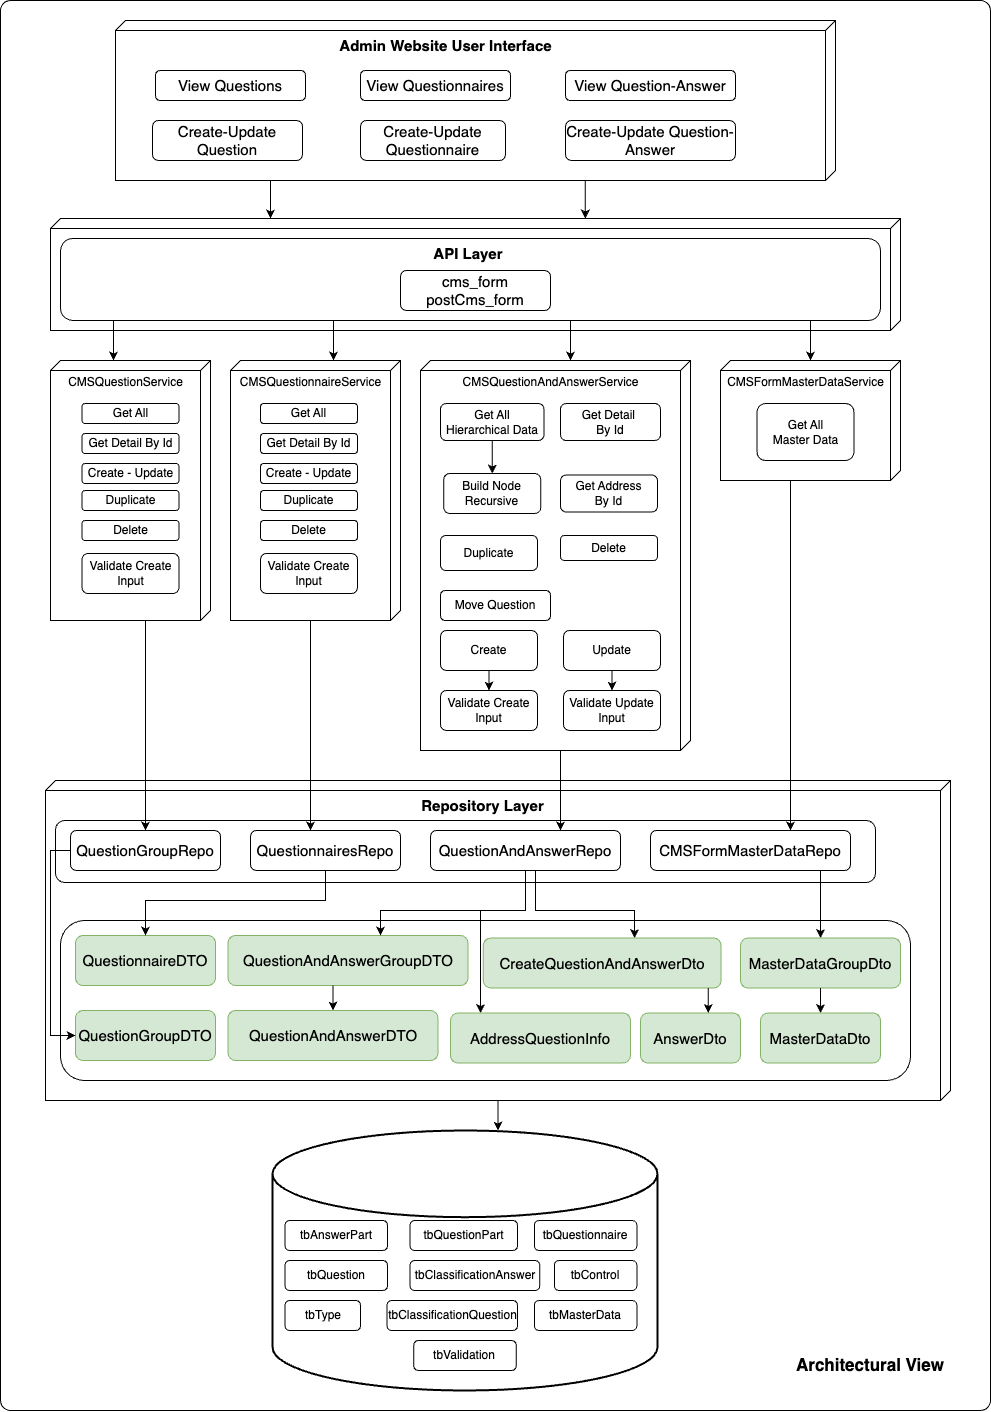 Admin Website User Interface
View Questions
View Questionnaires
View Question-Answer
Create-Update
Question
Create-Update
Questionnaire
Create-Update Question-
Answer
API Layer
cms_form
postCms_form
CMSQuestionService
Get All
Get Detail By Id
Create - Update
Duplicate
Delete
Validate Create
Input
CMSQuestionnaireService
Get All
Get Detail By Id
Create - Update
Duplicate
Delete
Validate Create
Input
CMSQuestionAndAnswerService
Get All
Hierarchical Data
Get Detail
By Id
Build Node
Recursive
Get Address
By Id
Duplicate
Delete
Move Question
Create
Update
Validate Create
Input
Validate Update
Input
CMSFormMasterDataService
Get All
Master Data
Repository Layer
QuestionGroupRepo
QuestionnairesRepo
QuestionAndAnswerRepo
CMSFormMasterDataRepo
QuestionnaireDTO
QuestionAndAnswerGroupDTO
CreateQuestionAndAnswerDto
MasterDataGroupDto
QuestionGroupDTO
QuestionAndAnswerDTO
AddressQuestionInfo
AnswerDto
MasterDataDto
tbAnswerPart
tbQuestionPart
tbQuestionnaire
tbQuestion
tbClassificationAnswer
tbControl
tbType
tbClassificationQuestion
tbMasterData
tbValidation
Architectural View